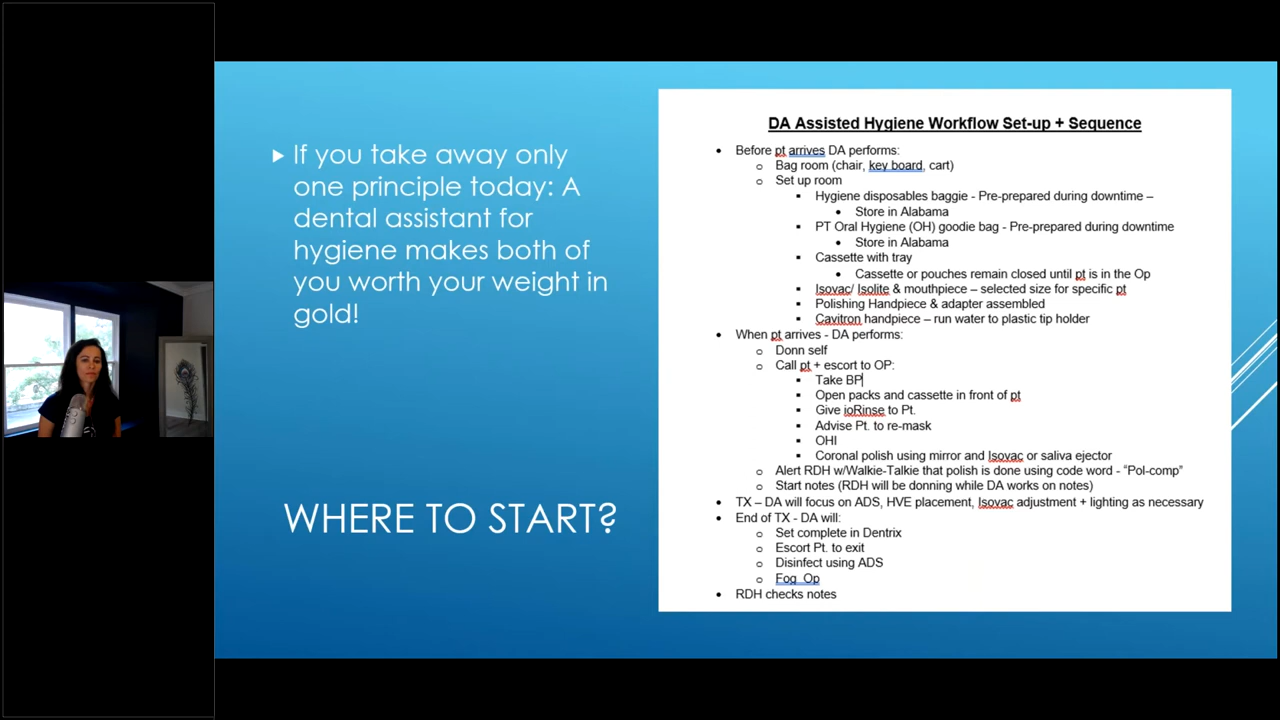 If you take away only
one principle today: A
dental assistant for
hygiene makes both of
you worth your weight in
gold!
WHERE TO START?
DA Assisted Hygiene Workflow Set-up + Sequence
Before pt arrives DA performs:
Bag room (chair, key board, cart)
Set up room
Hygiene disposables baggie - Pre-prepared during downtime –
Store in Alabama
PT Oral Hygiene (OH) goodie bag - Pre-prepared during downtime
Store in Alabama
Cassette with tray
Cassette or pouches remain closed until pt is in the Op
Isovac/ Isolite & mouthpiece – selected size for specific pt
Polishing Handpiece & adapter assembled
Cavitron handpiece – run water to plastic tip holder
When pt arrives - DA performs:
Donn self
Call pt + escort to OP:
Take BP
Open packs and cassette in front of pt
Give ioRinse to Pt.
Advise Pt. to re-mask
OHI
Coronal polish using mirror and Isovac or saliva ejector
Alert RDH w/Walkie-Talkie that polish is done using code word - “Pol-comp”
Start notes (RDH will be donning while DA works on notes)
TX – DA will focus on ADS, HVE placement, Isovac adjustment + lighting as necessary
End of TX - DA will:
Set complete in Dentrix
Escort Pt. to exit
Disinfect using ADS
Fog Op
RDH checks notes